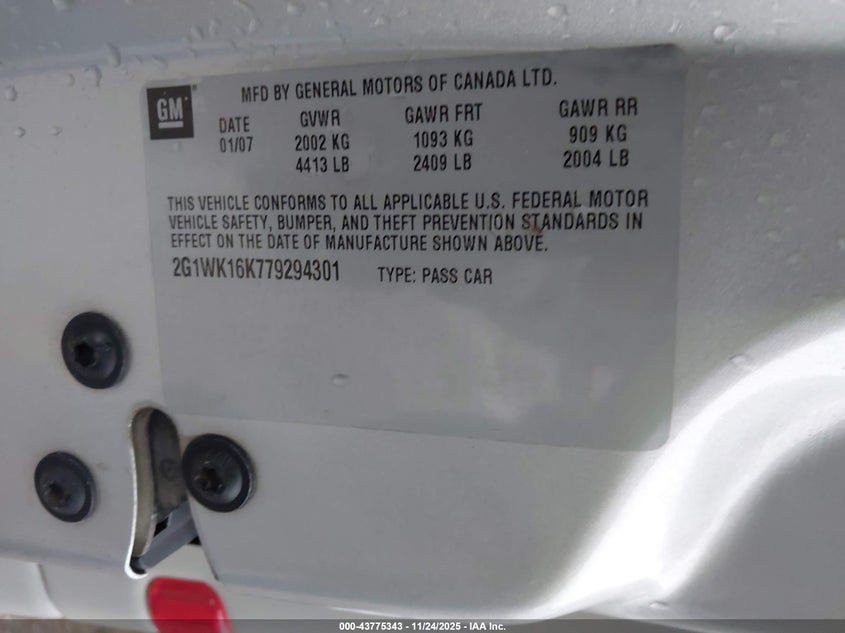 GM
MFD BY GENERAL MOTORS OF CANADA LTD.
DATE GVWR GAWR FRT GAWR RR
01/07 2002 KG 1093 KG 909 KG
4413 LB 2409 LB 2004 LB
THIS VEHICLE CONFORMS TO ALL APPLICABLE U.S. FEDERAL MOTOR
VEHICLE SAFETY, BUMPER, AND THEFT PREVENTION STANDARDS IN
EFFECT ON THE DATE OF MANUFACTURE SHOWN ABOVE.
2G1WK16K779294301 TYPE: PASS CAR
000-43775343 - 11/24/2025 - IAA Inc.